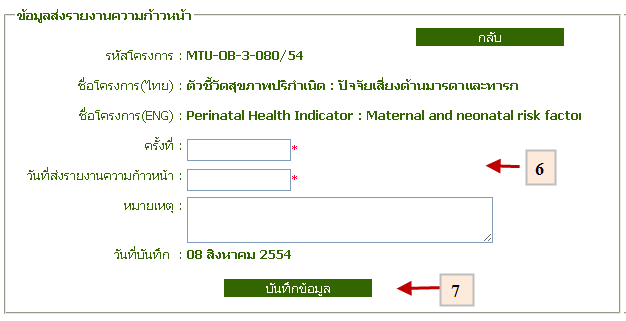 ข้อมูลส่งรายงานความก้าวหน้า
กลับ
รหัสโครงการ : MTU-OB-3-080/54
ชื่อโครงการ(ไทย) : ตัวชี้วัดสุขภาพปริกำเนิด : ปัจจัยเสี่ยงด้านมารดาและทารก
ชื่อโครงการ(ENG) : Perinatal Health Indicator : Maternal and neonatal risk factor
ครั้งที่ : *
6
วันที่ส่งรายงานความก้าวหน้า : *
หมายเหตุ :
วันที่บันทึก : 08 สิงหาคม 2554
บันทึกข้อมูล
7